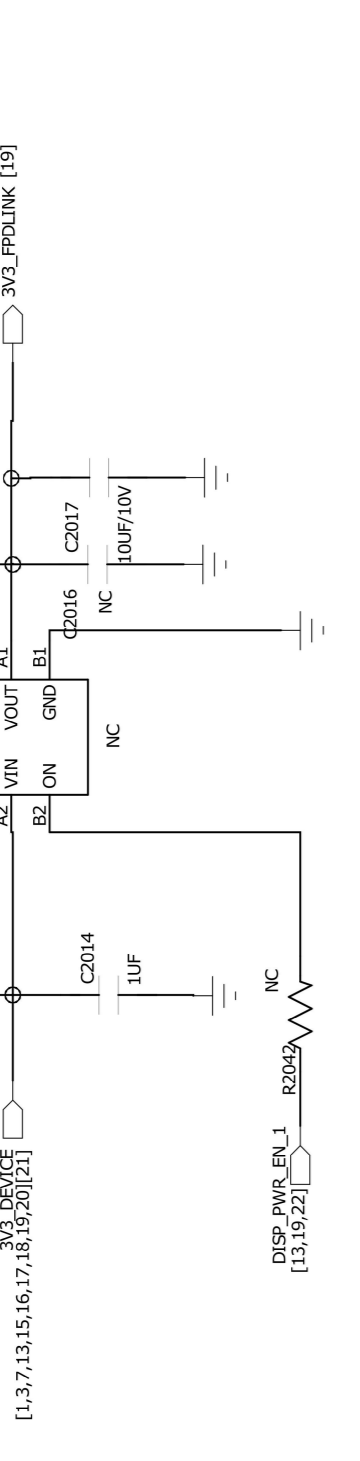 3V3_FPDLINK [19]
C2017
10UF/10V
C2016
NC
A1
B1
VOUT
GND
VIN
ON
NC
A2
B2
C2014
1UF
NC
R2042
3V3_DEVICE
[1,3,7,13,15,16,17,18,19,20][21]
DISP_PWR_EN_1
[13,19,22]